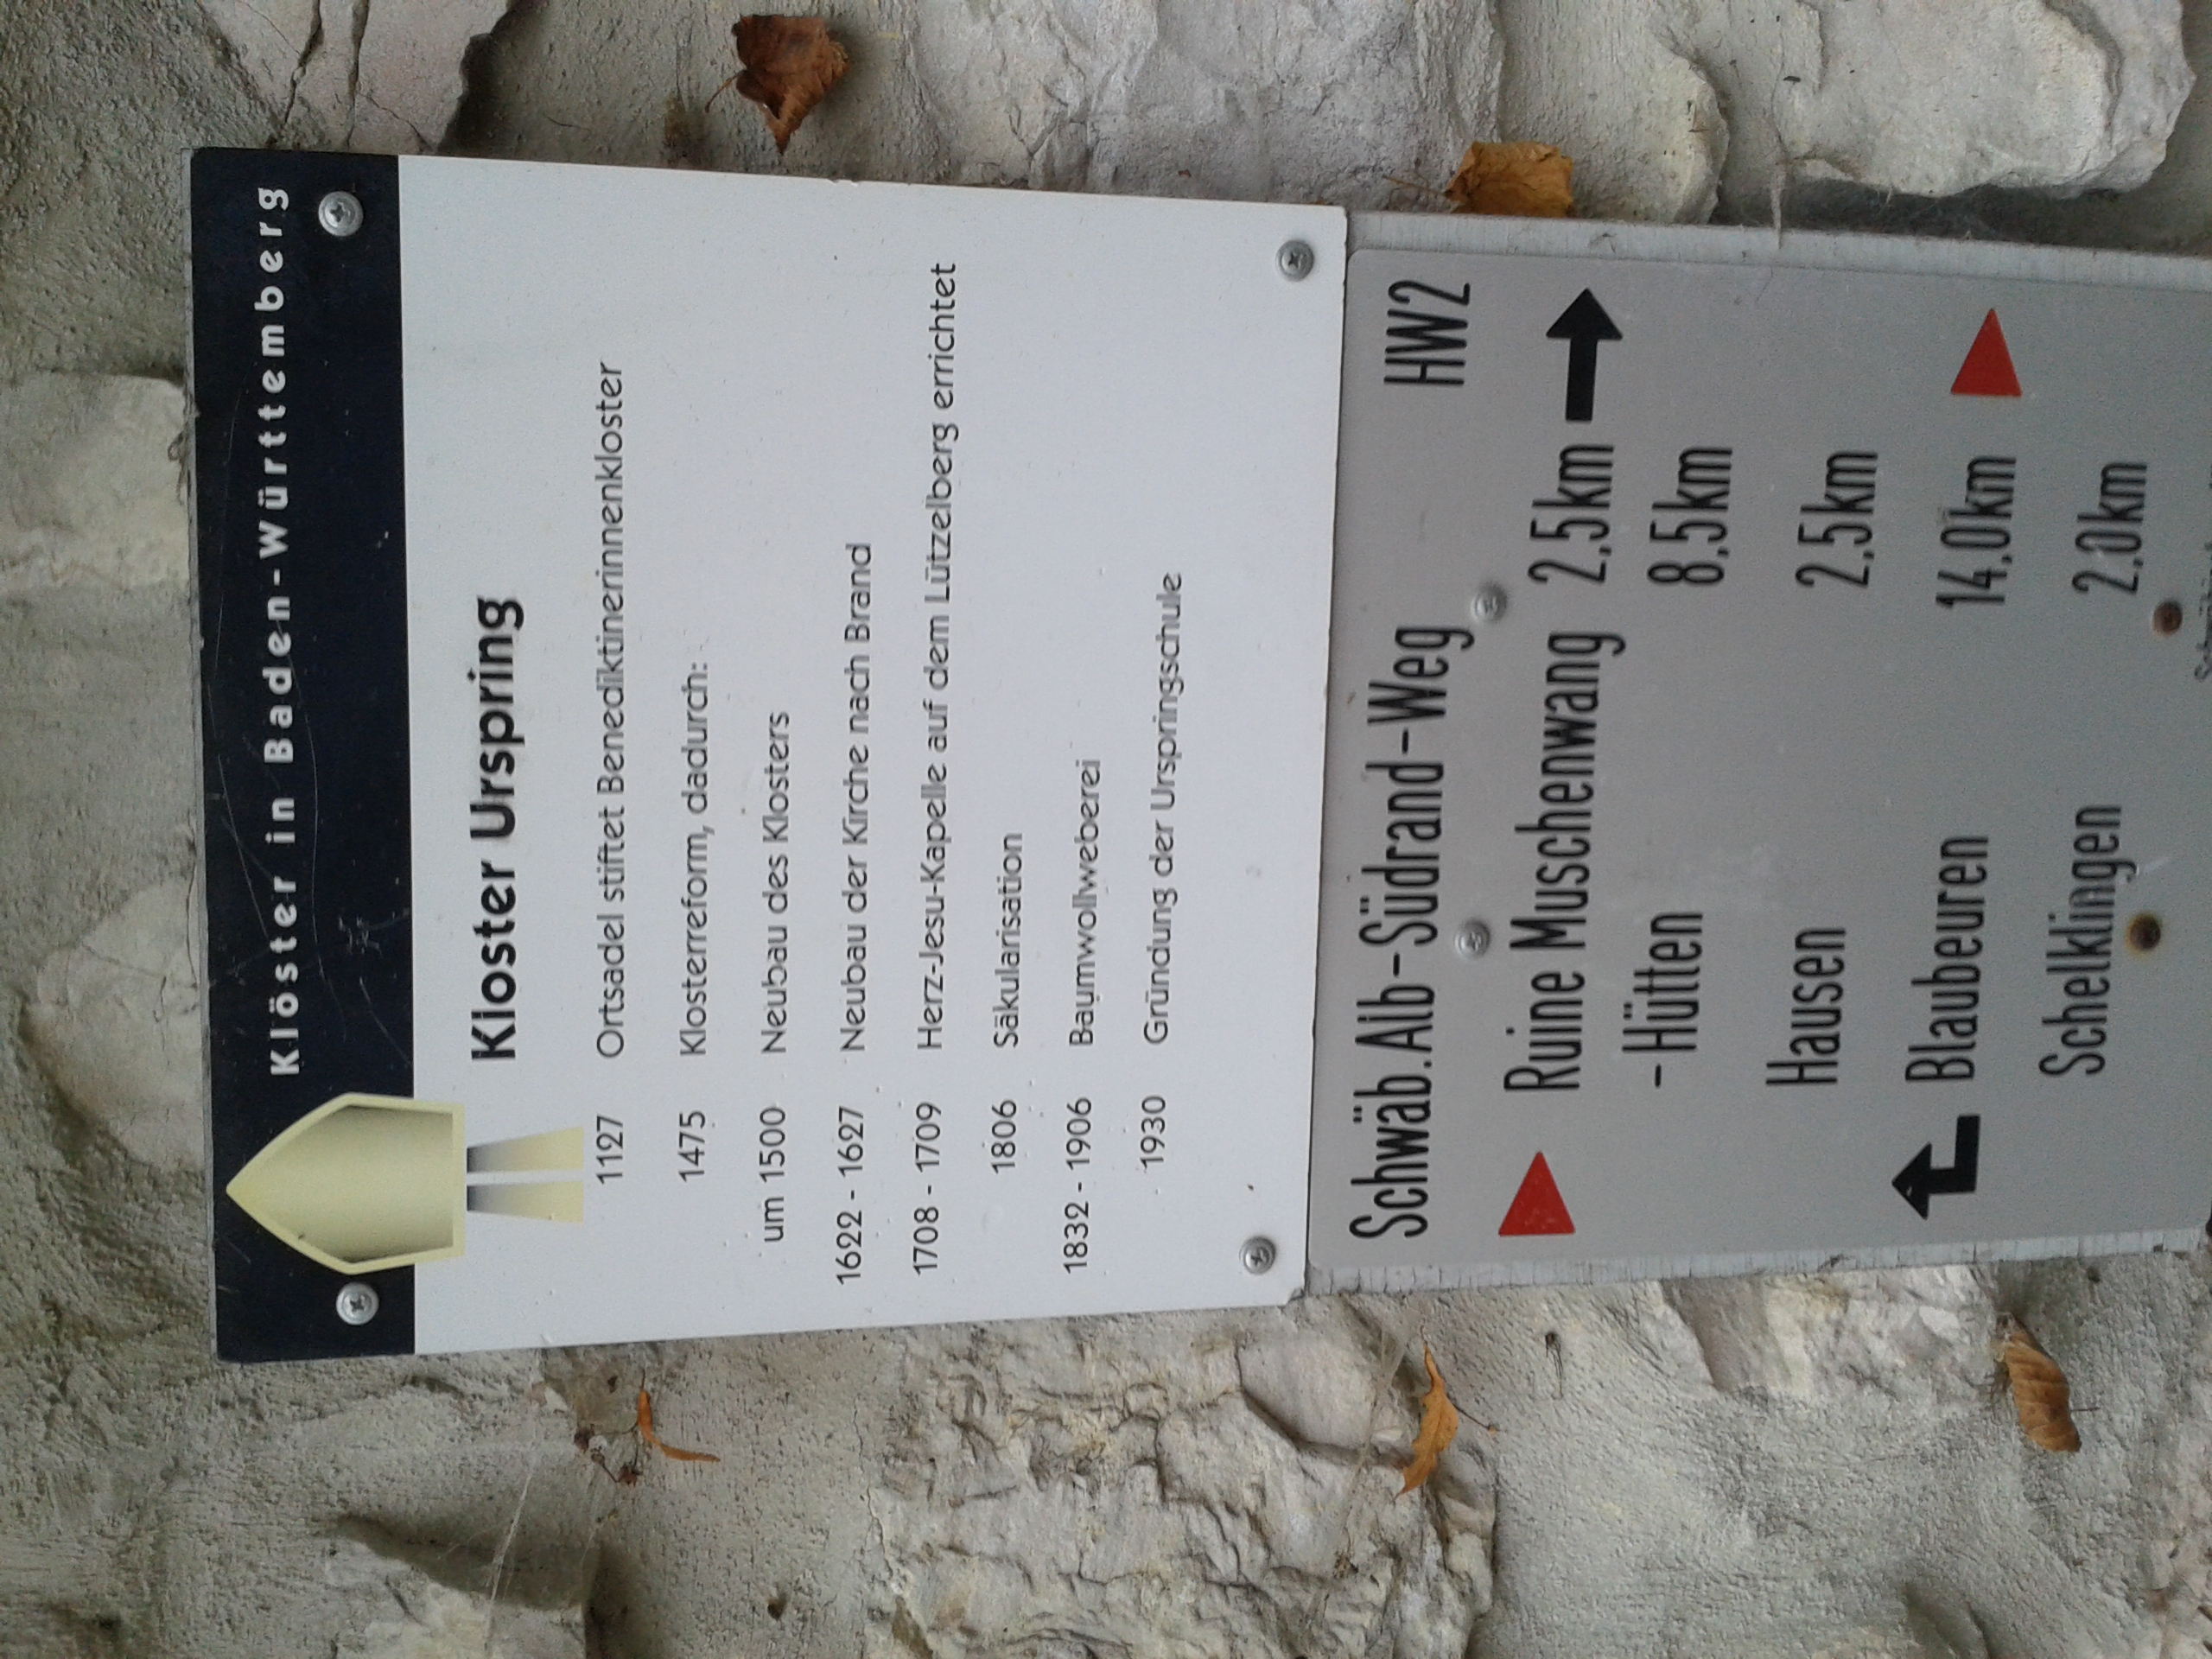 Klöster in Baden-Württemberg
Kloster Urspring
1127 Ortsadel stiftet Benediktinerinnenkloster
1475 Klosterreform, dadurch:
um 1500 Neubau des Klosters
1622 - 1627 Neubau der Kirche nach Brand
1708 - 1709 Herz-Jesu-Kapelle auf dem Lützelberg errichtet
1806 Säkularisation
1832 - 1906 Baumwollweberei
1930 Gründung der Urspringschule
Schwäb.Alb-Südrand-Weg HW2
Ruine Muschenwang 2,5km
-Hütten 8,5km
Hausen 2,5km
Blaubeuren 14,0km
Schelklingen 2,0km